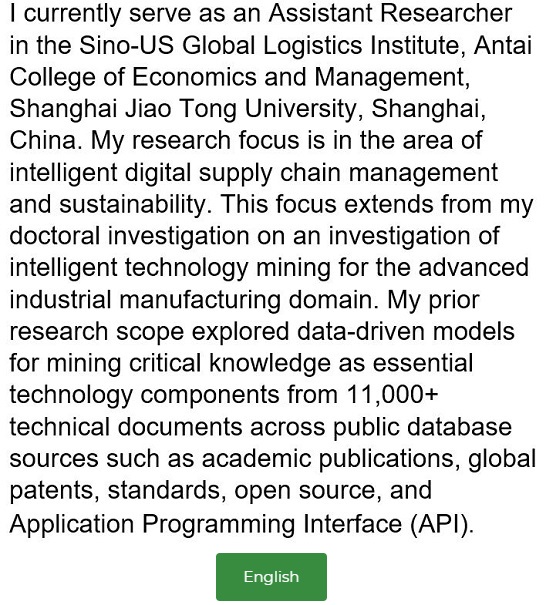 I currently serve as an Assistant Researcher
in the Sino-US Global Logistics Institute, Antai
College of Economics and Management,
Shanghai Jiao Tong University, Shanghai,
China. My research focus is in the area of
intelligent digital supply chain management
and sustainability. This focus extends from my
doctoral investigation on an investigation of
intelligent technology mining for the advanced
industrial manufacturing domain. My prior
research scope explored data-driven models
for mining critical knowledge as essential
technology components from 11,000+
technical documents across public database
sources such as academic publications, global
patents, standards, open source, and
Application Programming Interface (API).
English